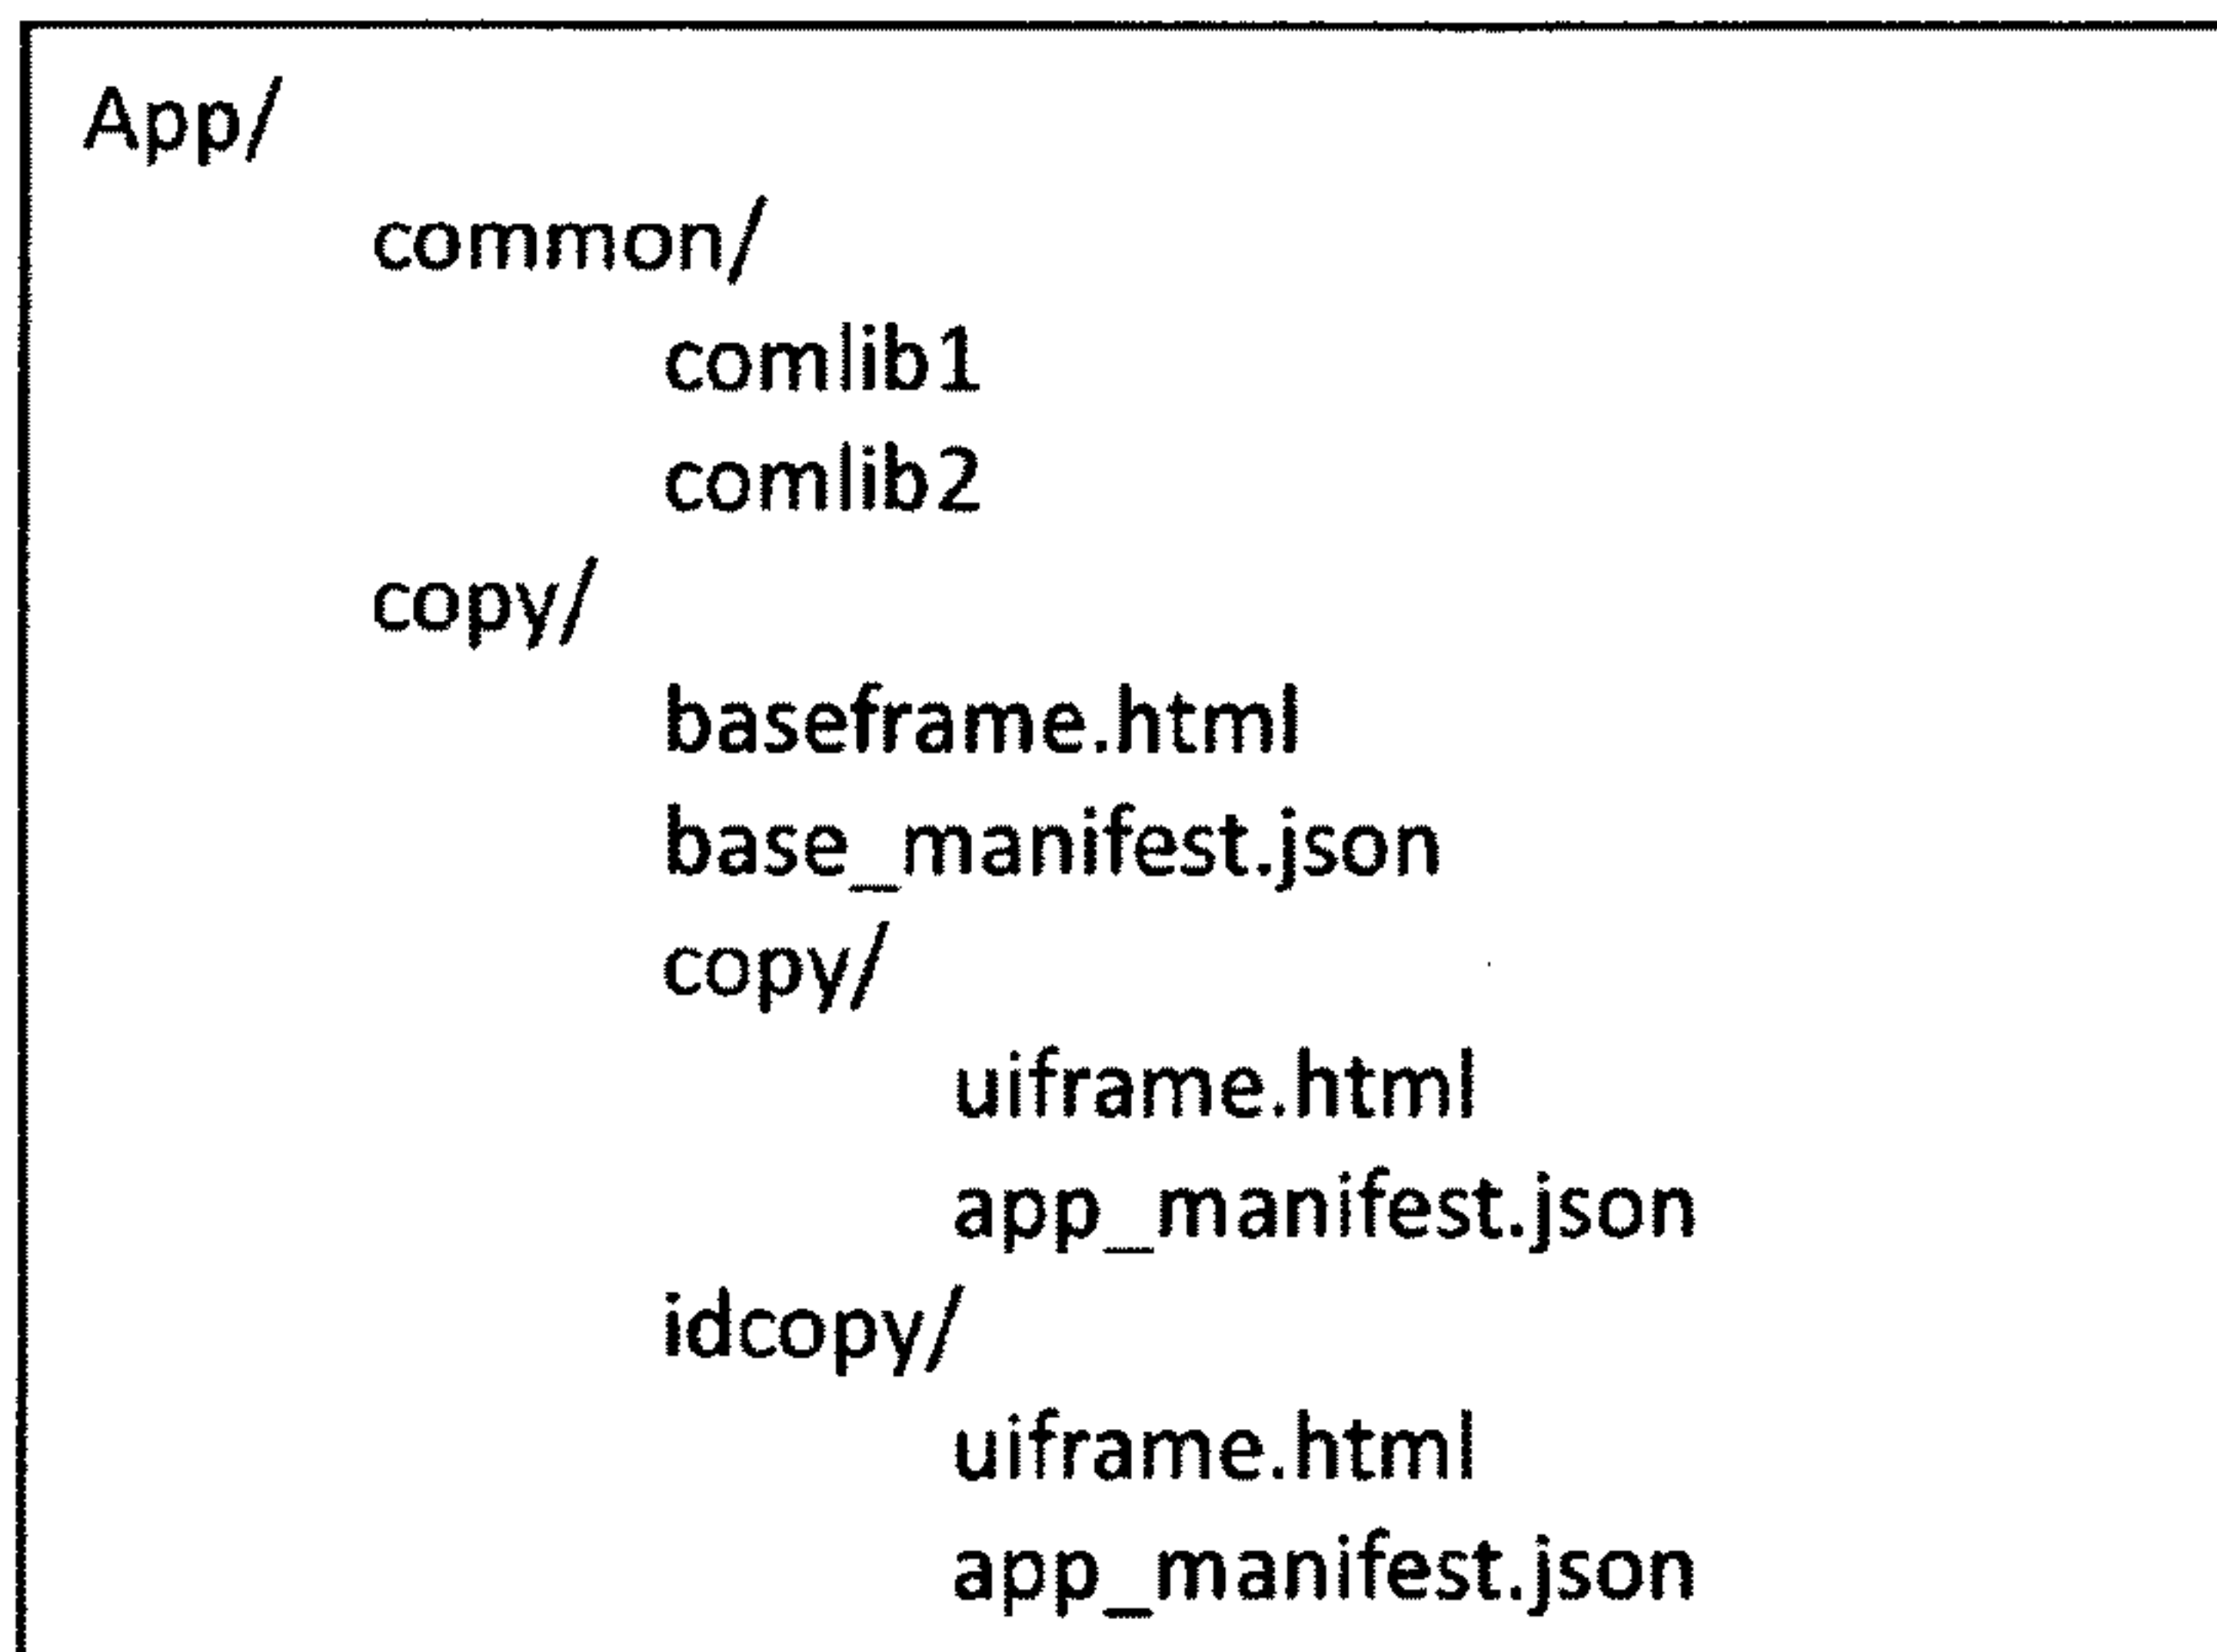 App/
common/
comlib1
comlib2
copy/
baseframe.html
base_manifest.json
copy/
uiframe.html
app_manifest.json
idcopy/
uiframe.html
app_manifest.json